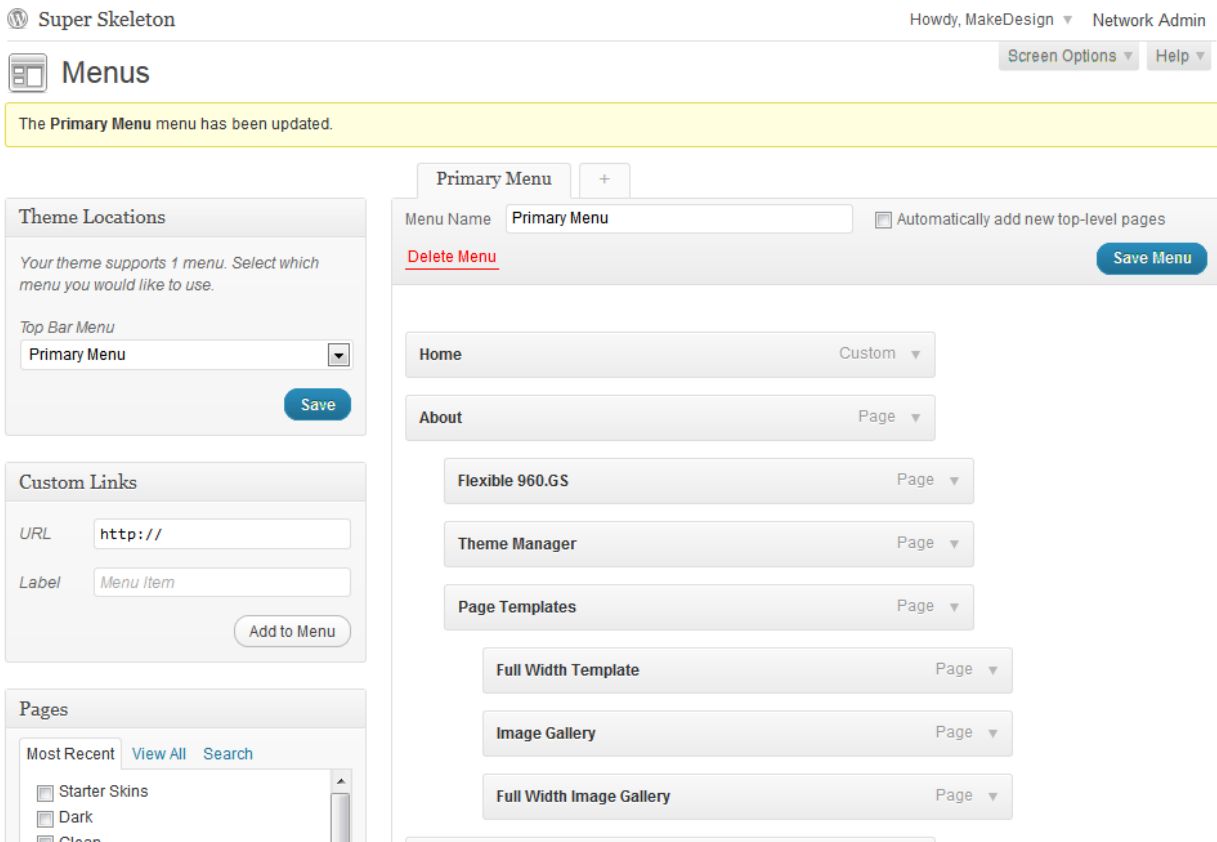 Super Skeleton
Howdy, MakeDesign Network Admin
Screen Options Help
Menus
The Primary Menu menu has been updated.
Theme Locations
Your theme supports 1 menu. Select which
menu you would like to use.
Top Bar Menu
Primary Menu
Save
Custom Links
URL http://
Label Menu Item
Add to Menu
Pages
Most Recent View All Search
Starter Skins
Dark
Clean
Primary Menu +
Menu Name Primary Menu Automatically add new top-level pages
Delete Menu Save Menu
Home Custom
About Page
Flexible 960.GS Page
Theme Manager Page
Page Templates Page
Full Width Template Page
Image Gallery Page
Full Width Image Gallery Page